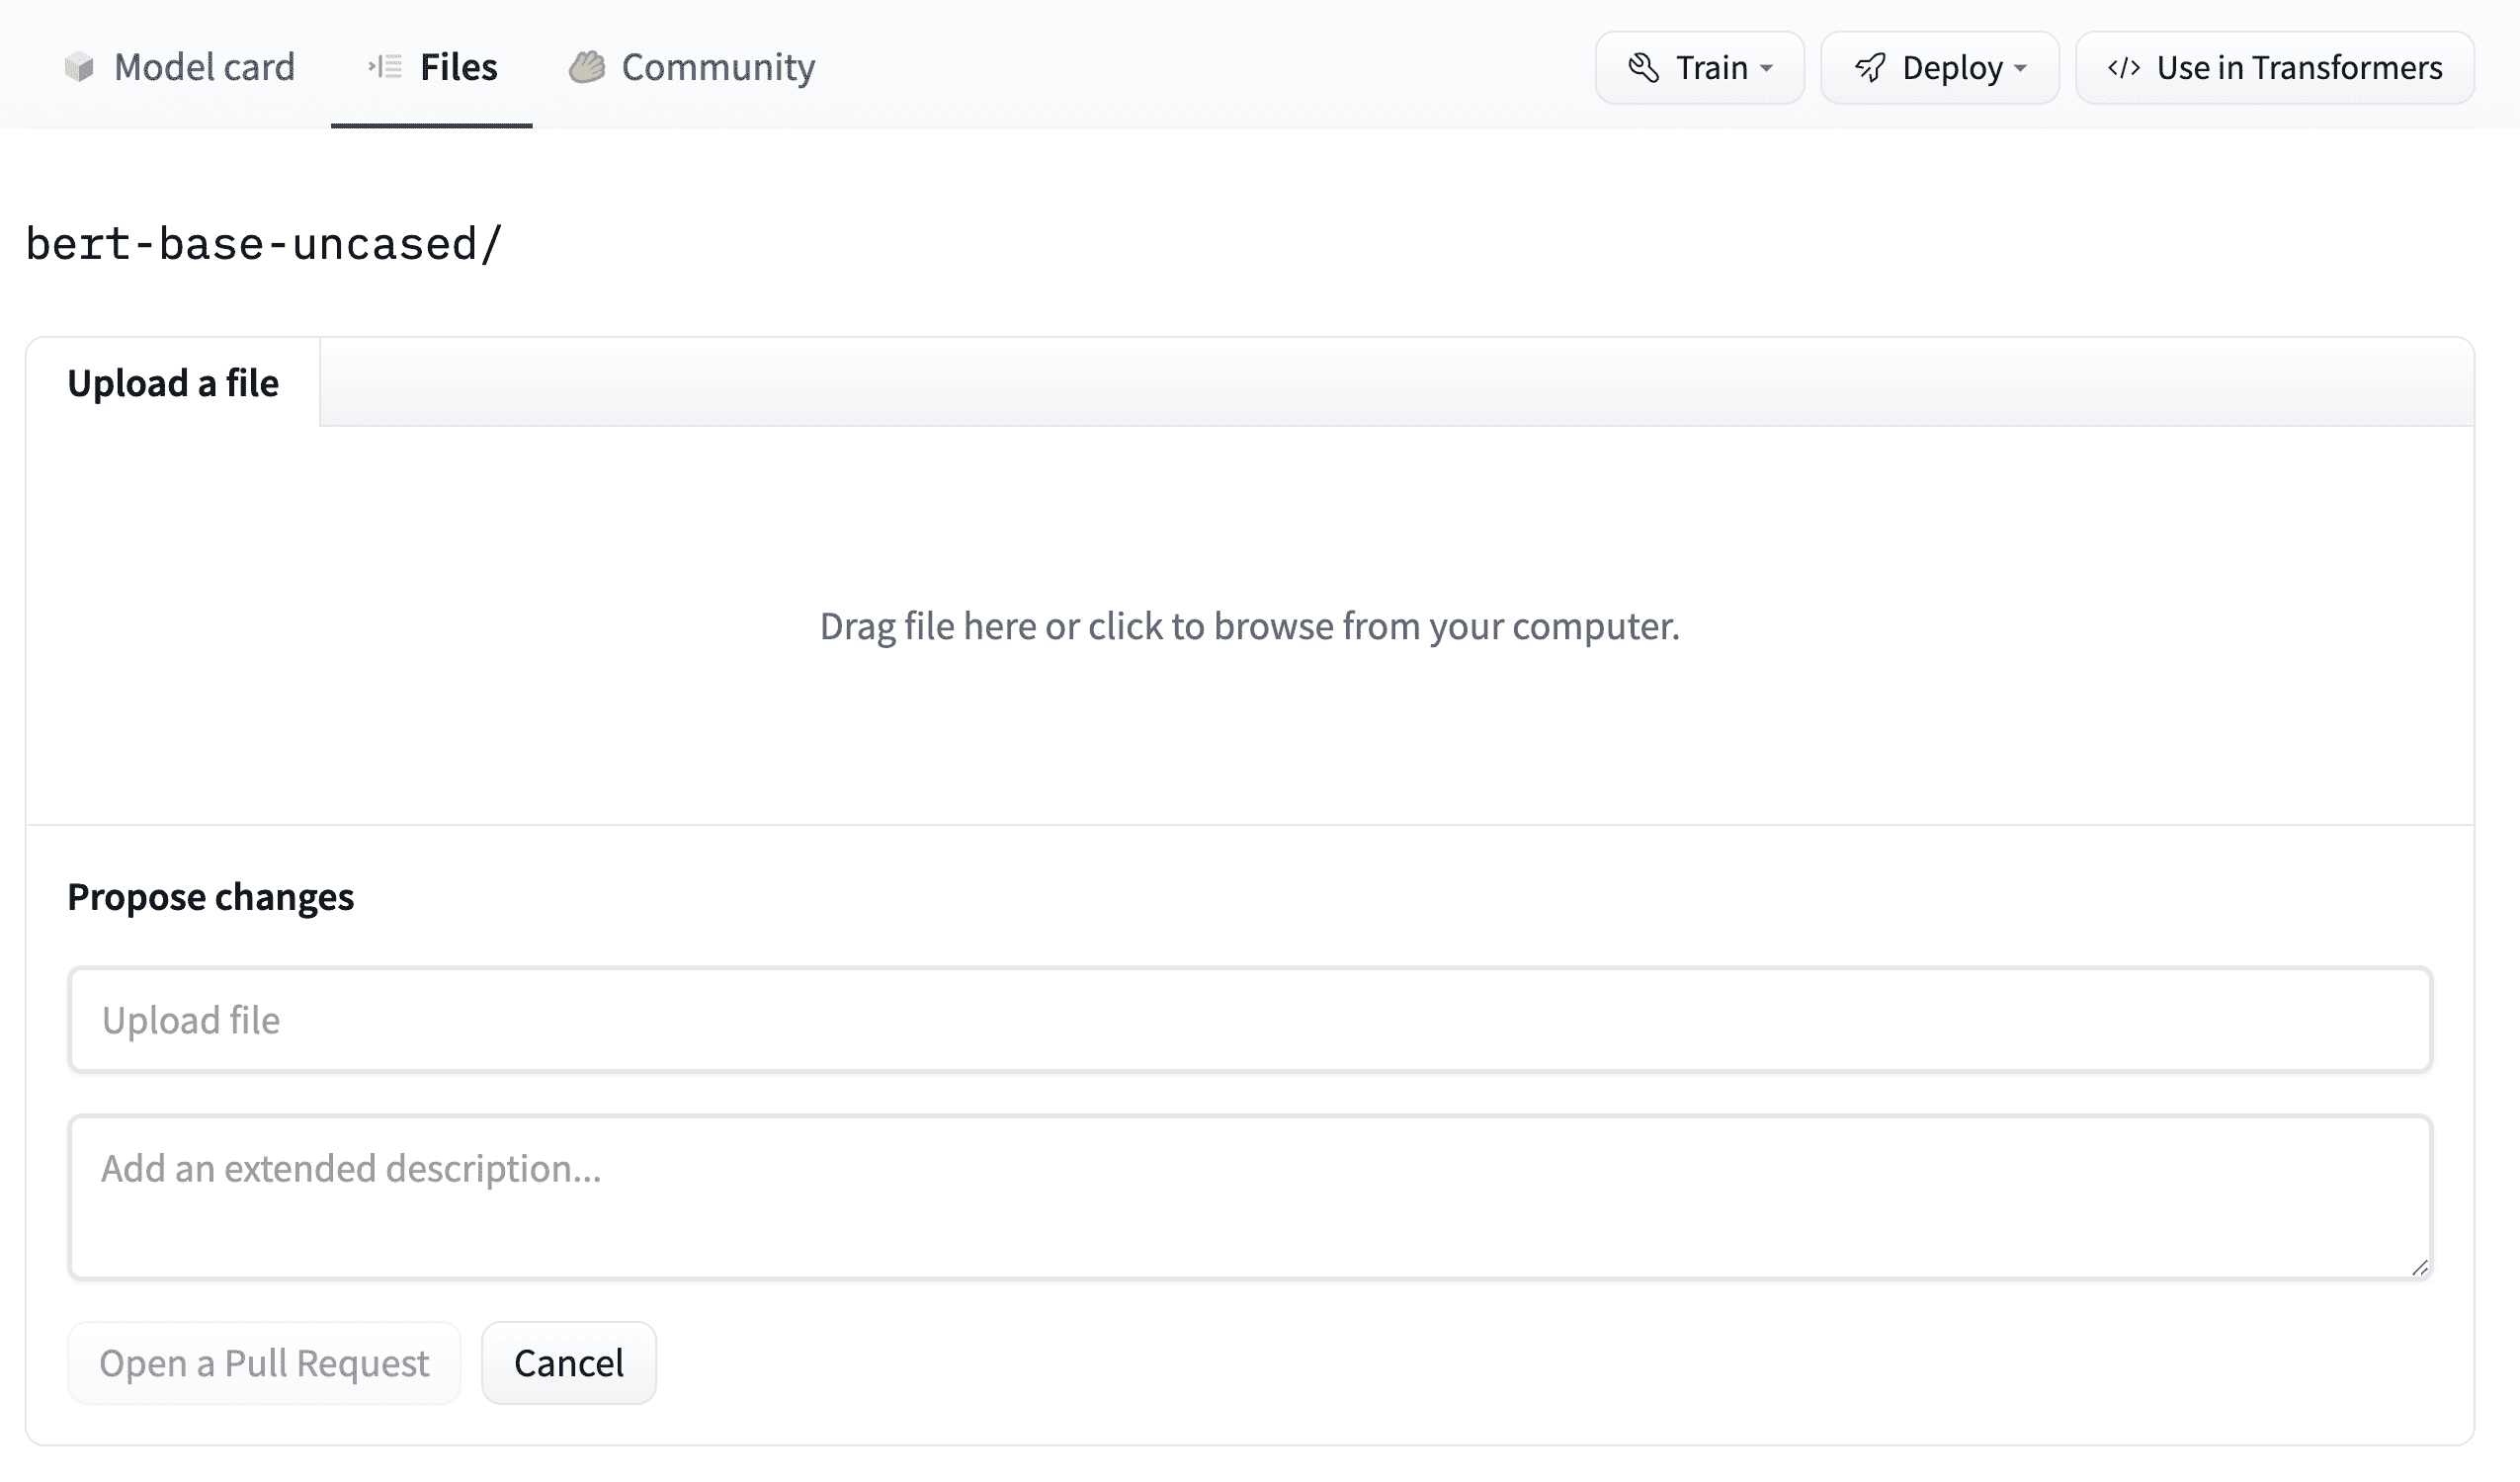 Model card Files Community Train Deploy </> Use in Transformers
bert-base-uncased/
Upload a file
Drag file here or click to browse from your computer.
Propose changes
Upload file
Add an extended description...
Open a Pull Request Cancel